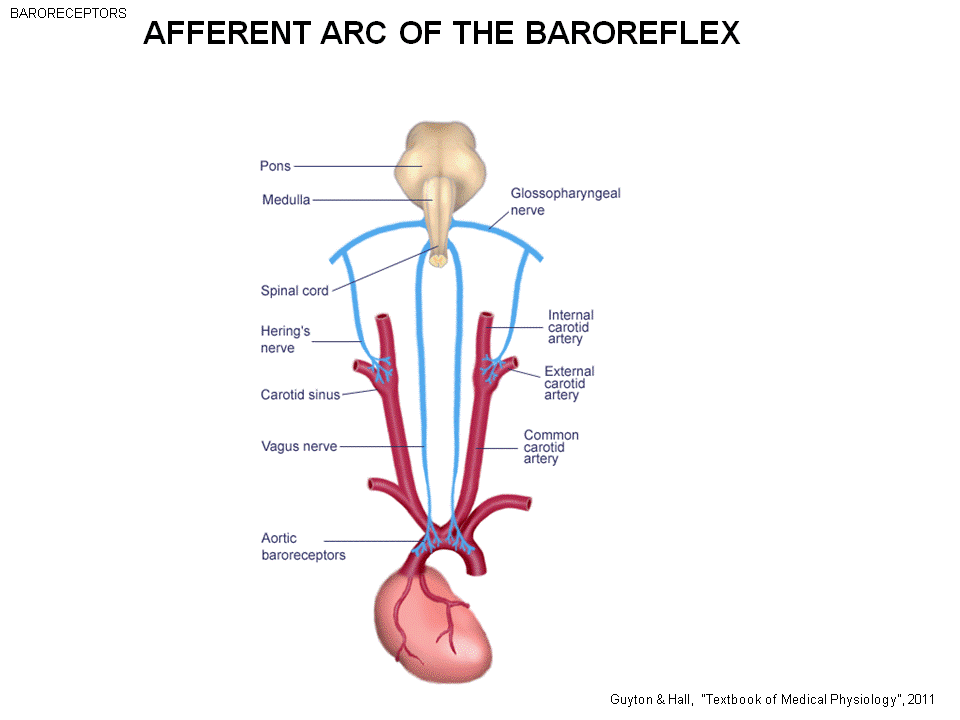 BARORECEPTORS
AFFERENT ARC OF THE BAROREFLEX
Pons
Medulla
Glossopharyngeal
nerve
Spinal cord
Hering's
nerve
Internal
carotid
artery
Carotid sinus
External
carotid
artery
Vagus nerve
Common
carotid
artery
Aortic
baroreceptors
Guyton & Hall, "Textbook of Medical Physiology", 2011